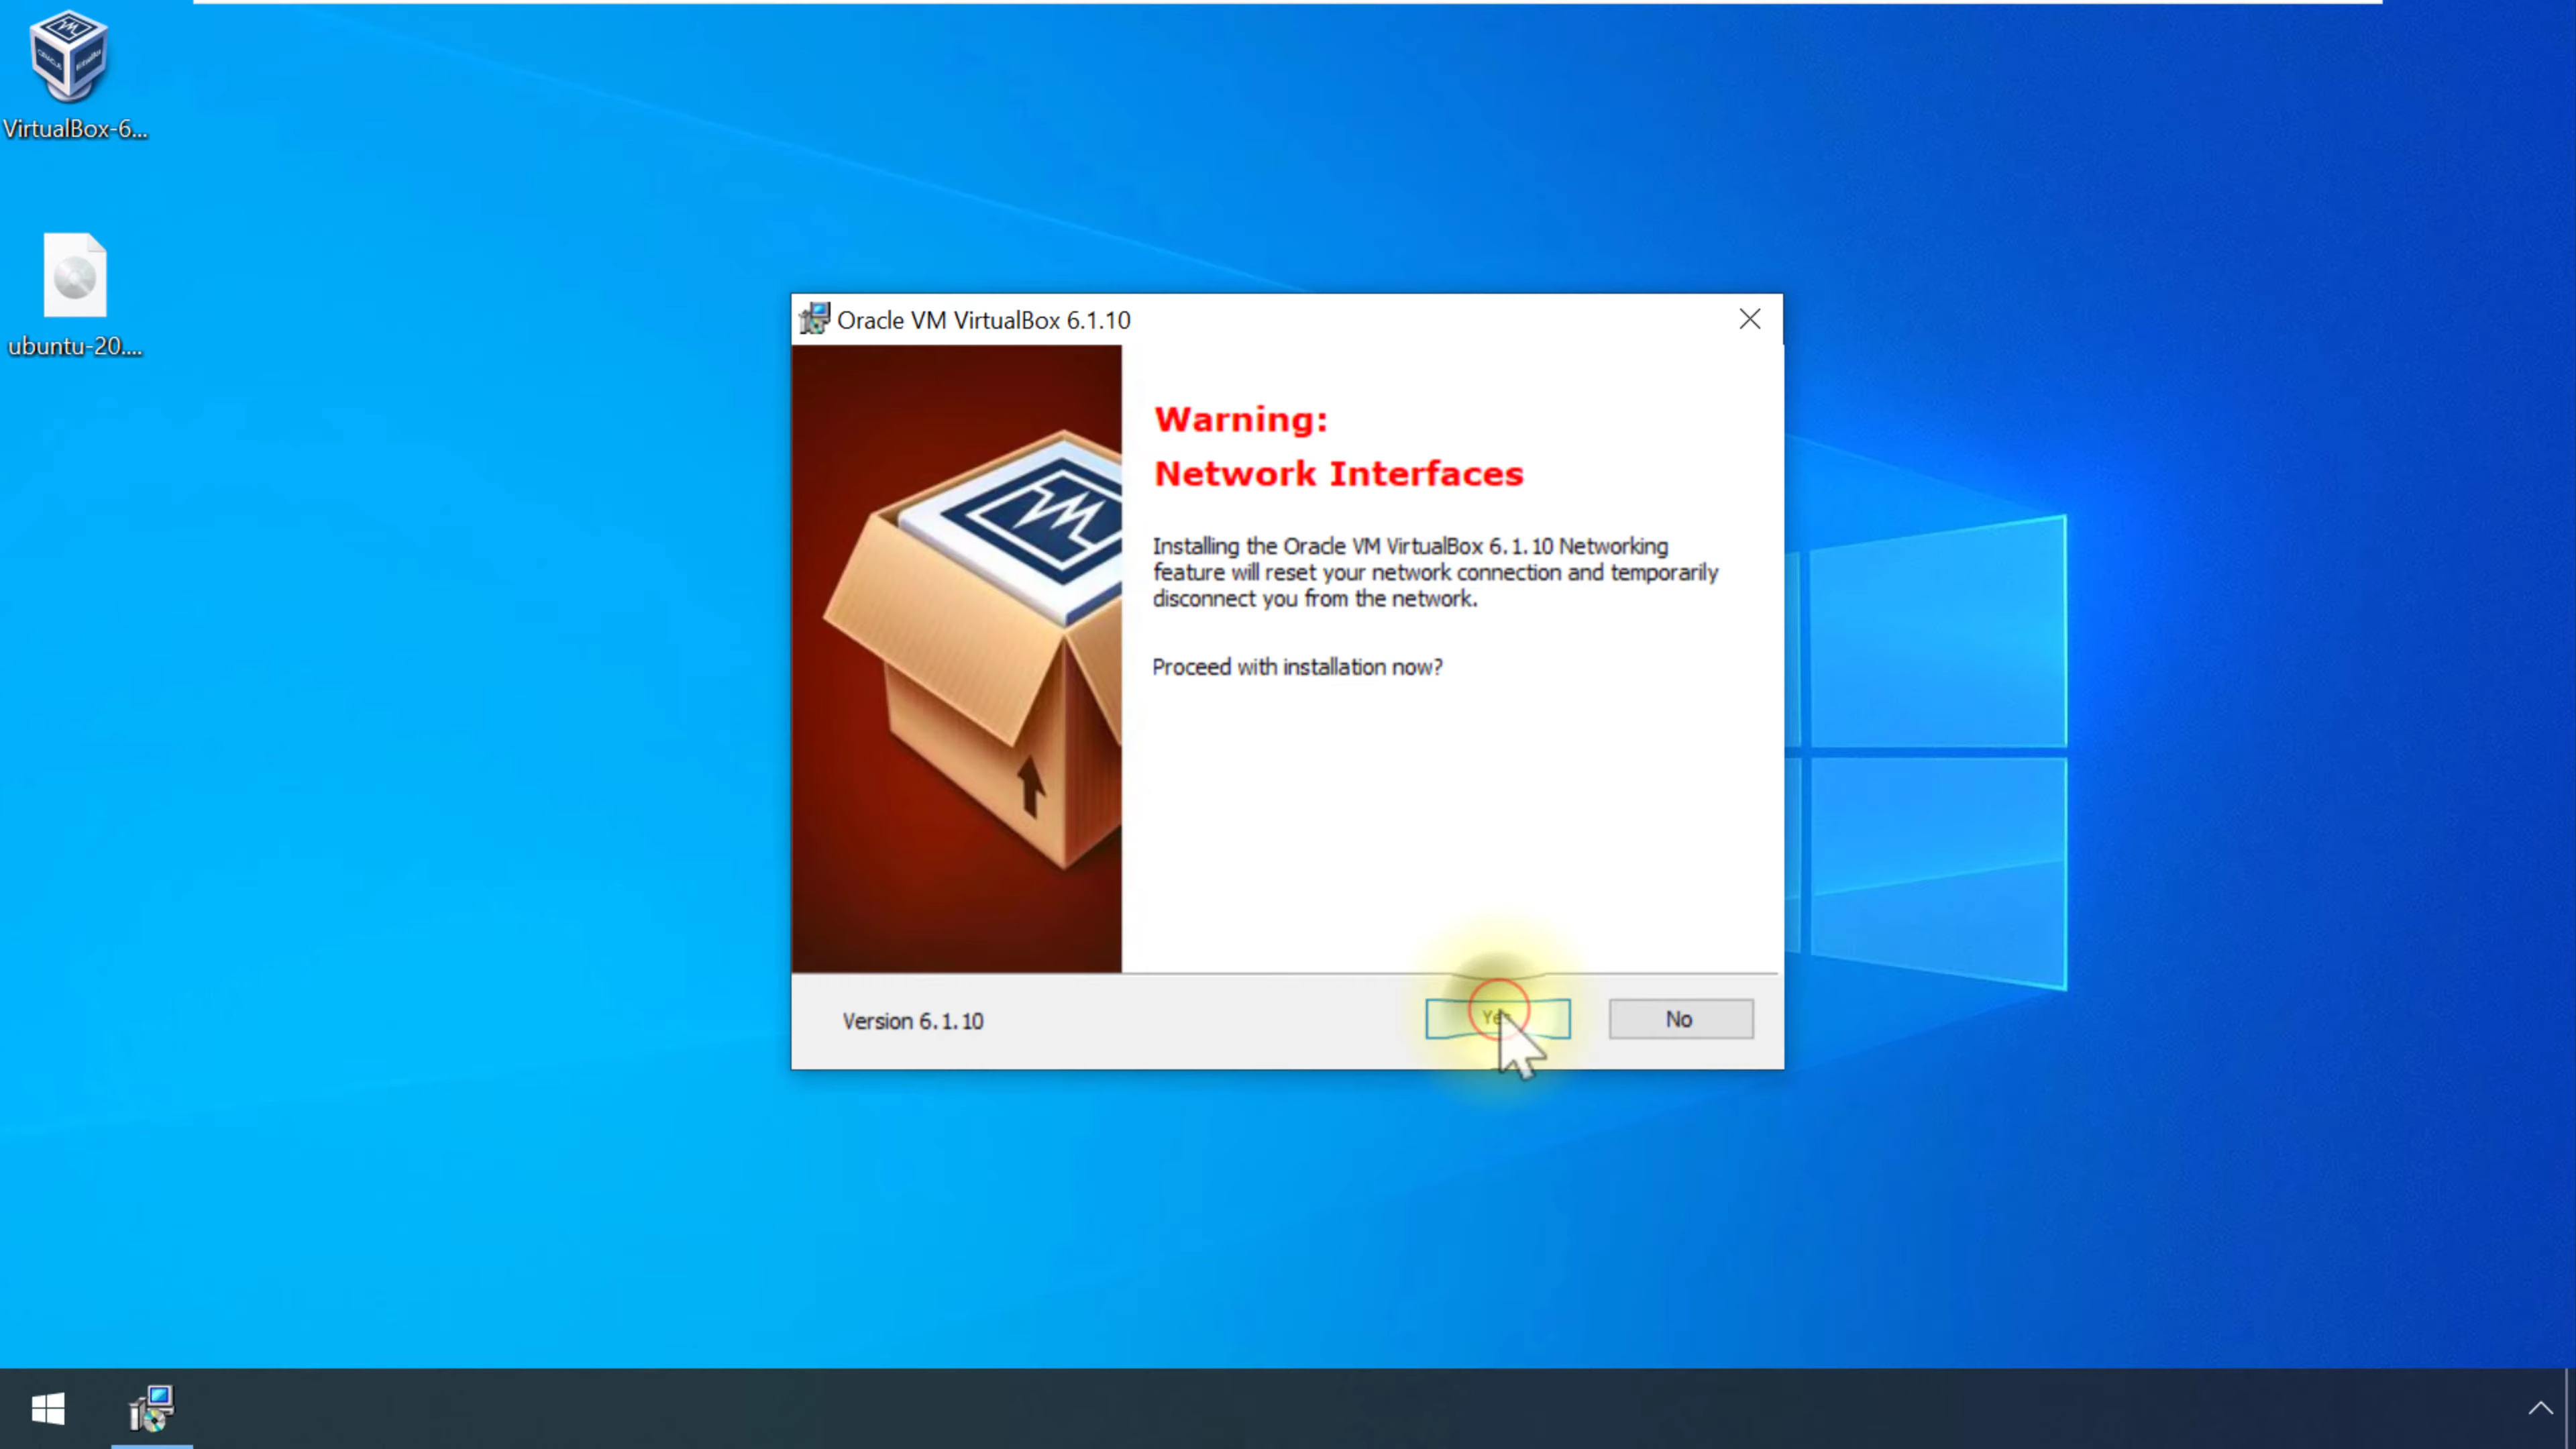 VirtualBox-6...
ubuntu-20....
Oracle VM VirtualBox 6.1.10
Warning:
Network Interfaces
Installing the Oracle VM VirtualBox 6.1.10 Networking
feature will reset your network connection and temporarily
disconnect you from the network.
Proceed with installation now?
Version 6.1.10
Yes
No